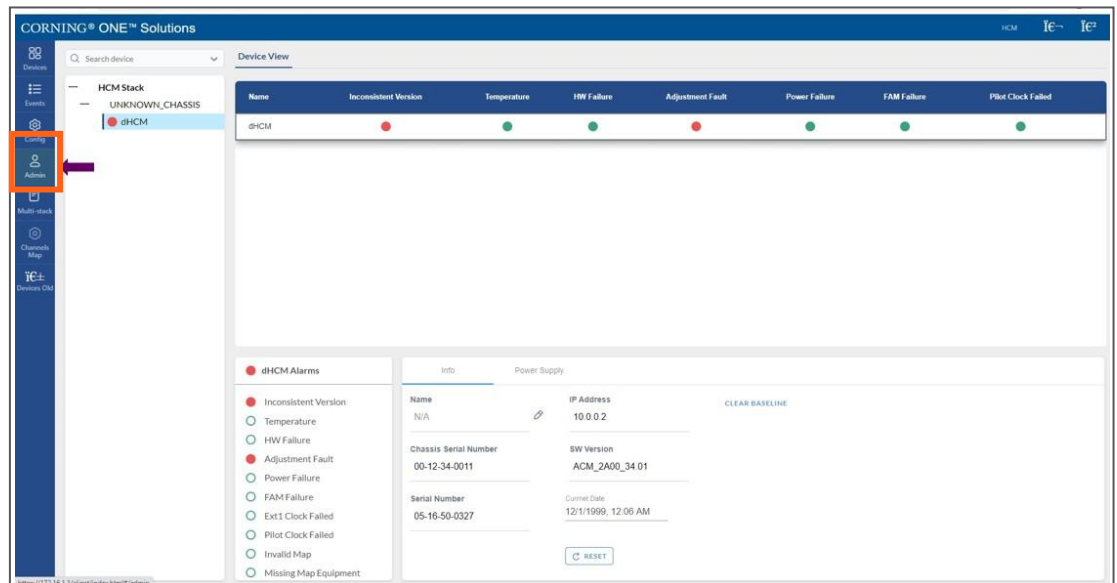 CORNING® ONE™ Solutions
HCM
Ï€¬
Ï€²
Devices
Events
Config
Admin
Multi-stack
Channels
Map
Ï€±
Devices Old
Search device
HCM Stack
UNKNOWN_CHASSIS
dHCM
Device View
Name Inconsistent Version Temperature HW Failure Adjustment Fault Power Failure FAM Failure Pilot Clock Failed
dHCM
dHCM Alarms
Inconsistent Version
Temperature
HW Failure
Adjustment Fault
Power Failure
FAM Failure
Ext1 Clock Failed
Pilot Clock Failed
Invalid Map
Missing Map Equipment
Info Power Supply
Name IP Address CLEAR BASELINE
N/A 10.0.0.2
Chassis Serial Number SW Version
00-12-34-0011 ACM_2A00_34.01
Serial Number Currnet Date
05-16-50-0327 12/1/1999, 12:06 AM
RESET